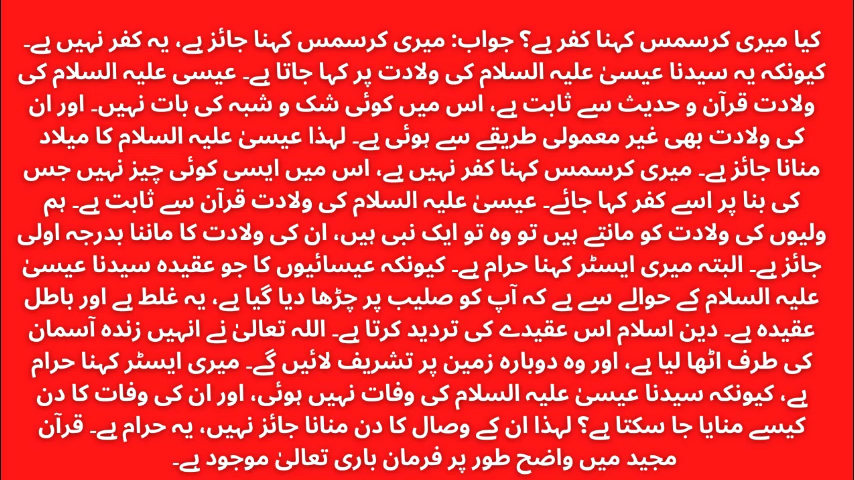 کیا میری کرسمس کہنا کفر ہے؟ جواب: میری کرسمس کہنا جائز ہے، یہ کفر نہیں ہے۔
کیونکہ یہ سیدنا عیسیٰ علیہ السلام کی ولادت پر کہا جاتا ہے۔ عیسی علیہ السلام کی
ولادت قرآن و حدیث سے ثابت ہے، اس میں کوئی شک و شبہ کی بات نہیں۔ اور ان
کی ولادت بھی غیر معمولی طریقے سے ہوئی ہے۔ لہذا عیسیٰ علیہ السلام کا میلاد
منانا جائز ہے۔ میری کرسمس کہنا کفر نہیں ہے، اس میں ایسی کوئی چیز نہیں جس
کی بنا پر اسے کفر کہا جائے۔ عیسیٰ علیہ السلام کی ولادت قرآن سے ثابت ہے۔ ہم
ولیوں کی ولادت کو مانتے ہیں تو وہ تو ایک نبی ہیں، ان کی ولادت کا ماننا بدرجہ اولی
جائز ہے۔ البتہ میری ایسٹر کہنا حرام ہے۔ کیونکہ عیسائیوں کا جو عقیدہ سیدنا عیسیٰ
علیہ السلام کے حوالے سے ہے کہ آپ کو صلیب پر چڑھا دیا گیا ہے، یہ غلط ہے اور باطل
عقیدہ ہے۔ دین اسلام اس عقیدے کی تردید کرتا ہے۔ اللہ تعالیٰ نے انہیں زندہ آسمان
کی طرف اٹھا لیا ہے، اور وہ دوبارہ زمین پر تشریف لائیں گے۔ میری ایسٹر کہنا حرام
ہے، کیونکہ سیدنا عیسیٰ علیہ السلام کی وفات نہیں ہوئی، اور ان کی وفات کا دن
کیسے منایا جا سکتا ہے؟ لہذا ان کے وصال کا دن منانا جائز نہیں، یہ حرام ہے۔ قرآن
مجید میں واضح طور پر فرمان باری تعالیٰ موجود ہے۔